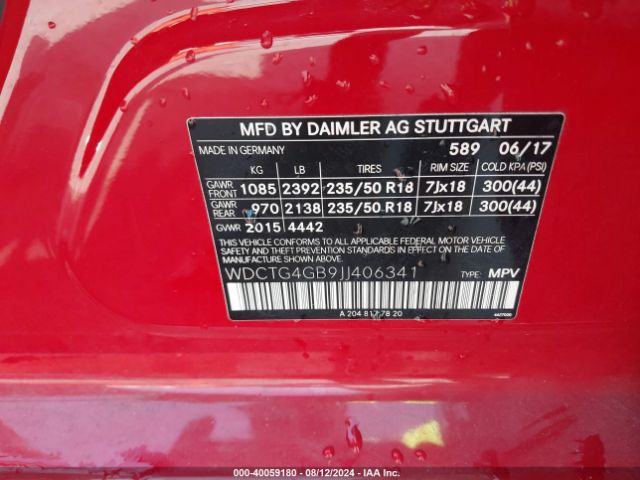 MFD BY DAIMLER AG STUTTGART
MADE IN GERMANY 589 06/17
KG LB TIRES RIM SIZE COLD KPA (PSI)
GAWR FRONT 1085 2392 235/50 R18 7Jx18 300(44)
GAWR REAR 970 2138 235/50 R18 7Jx18 300(44)
GVWR 2015 4442
THIS VEHICLE CONFORMS TO ALL APPLICABLE FEDERAL MOTOR VEHICLE
SAFETY AND THEFT PREVENTION STANDARDS IN EFFECT ON THE DATE OF
MANUFACTURE SHOWN ABOVE.
WDCTG4GB9JJ406341 TYPE: MPV
A 204 817 78 20
000-40059180 - 08/12/2024 - IAA Inc.